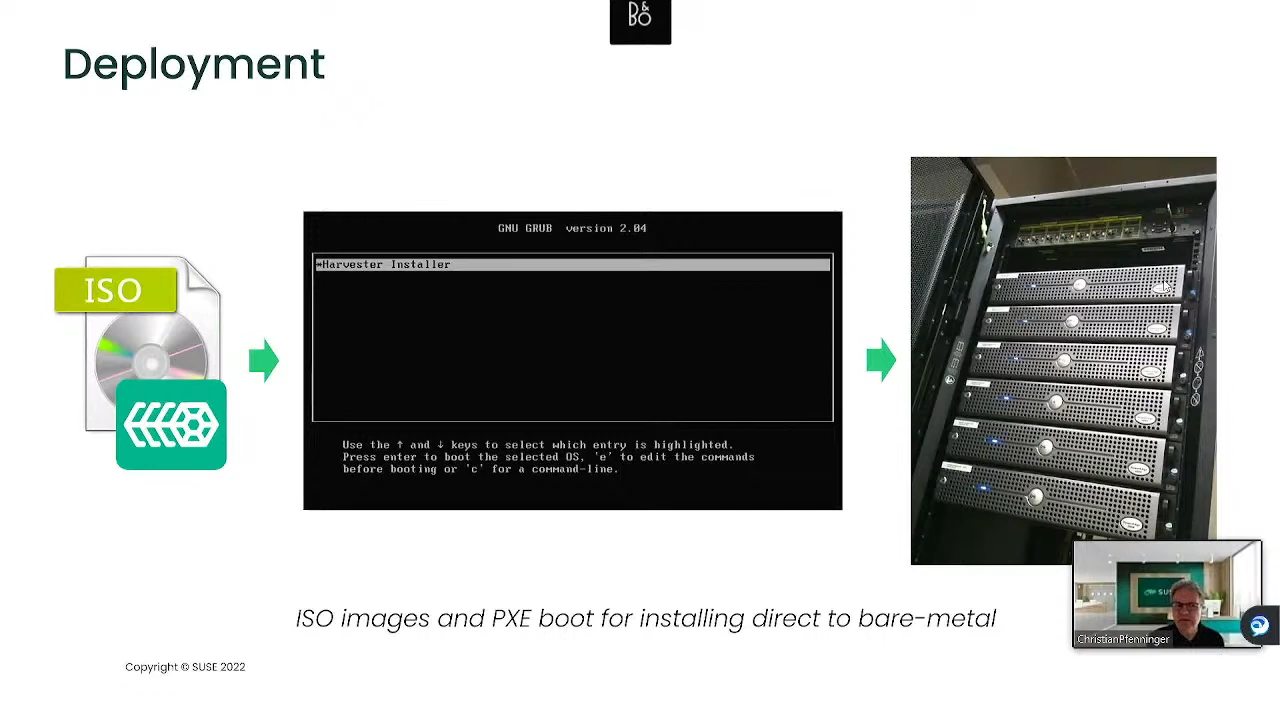 B&O
Deployment
GNU GRUB version 2.04
*Harvester Installer
ISO
Use the ↑ and ↓ keys to select which entry is highlighted.
Press enter to boot the selected OS, 'e' to edit the commands
before booting or 'c' for a command-line.
ISO images and PXE boot for installing direct to bare-metal
SUSE
ChristianPfenninger
Copyright © SUSE 2022